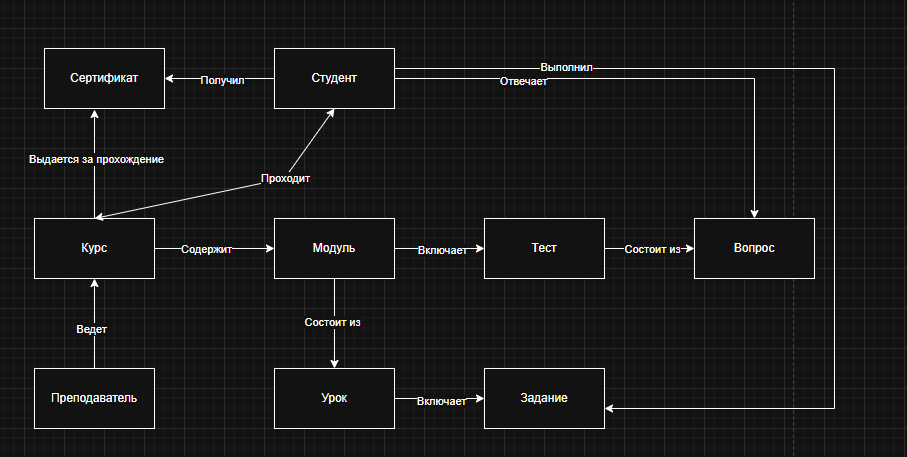 Выполнил
Сертификат
Получил
Студент
Отвечает
Выдается за прохождение
Проходит
Курс
Содержит
Модуль
Включает
Тест
Состоит из
Вопрос
Ведет
Состоит из
Преподаватель
Урок
Включает
Задание